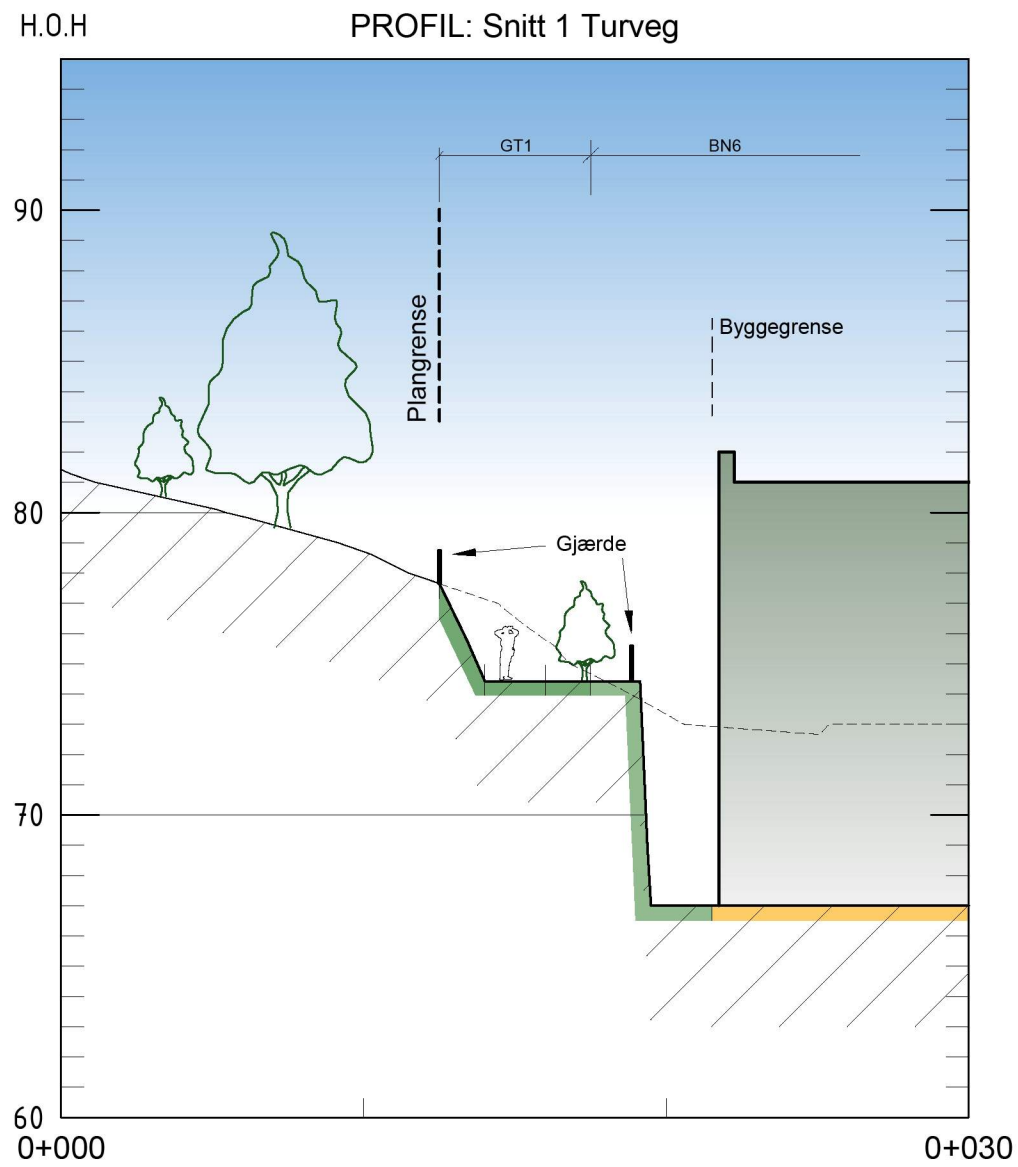 H.O.H
PROFIL: Snitt 1 Turveg
GT1
BN6
90
Plangrense
Byggegrense
80
Gjærde
70
60
0+000
0+030